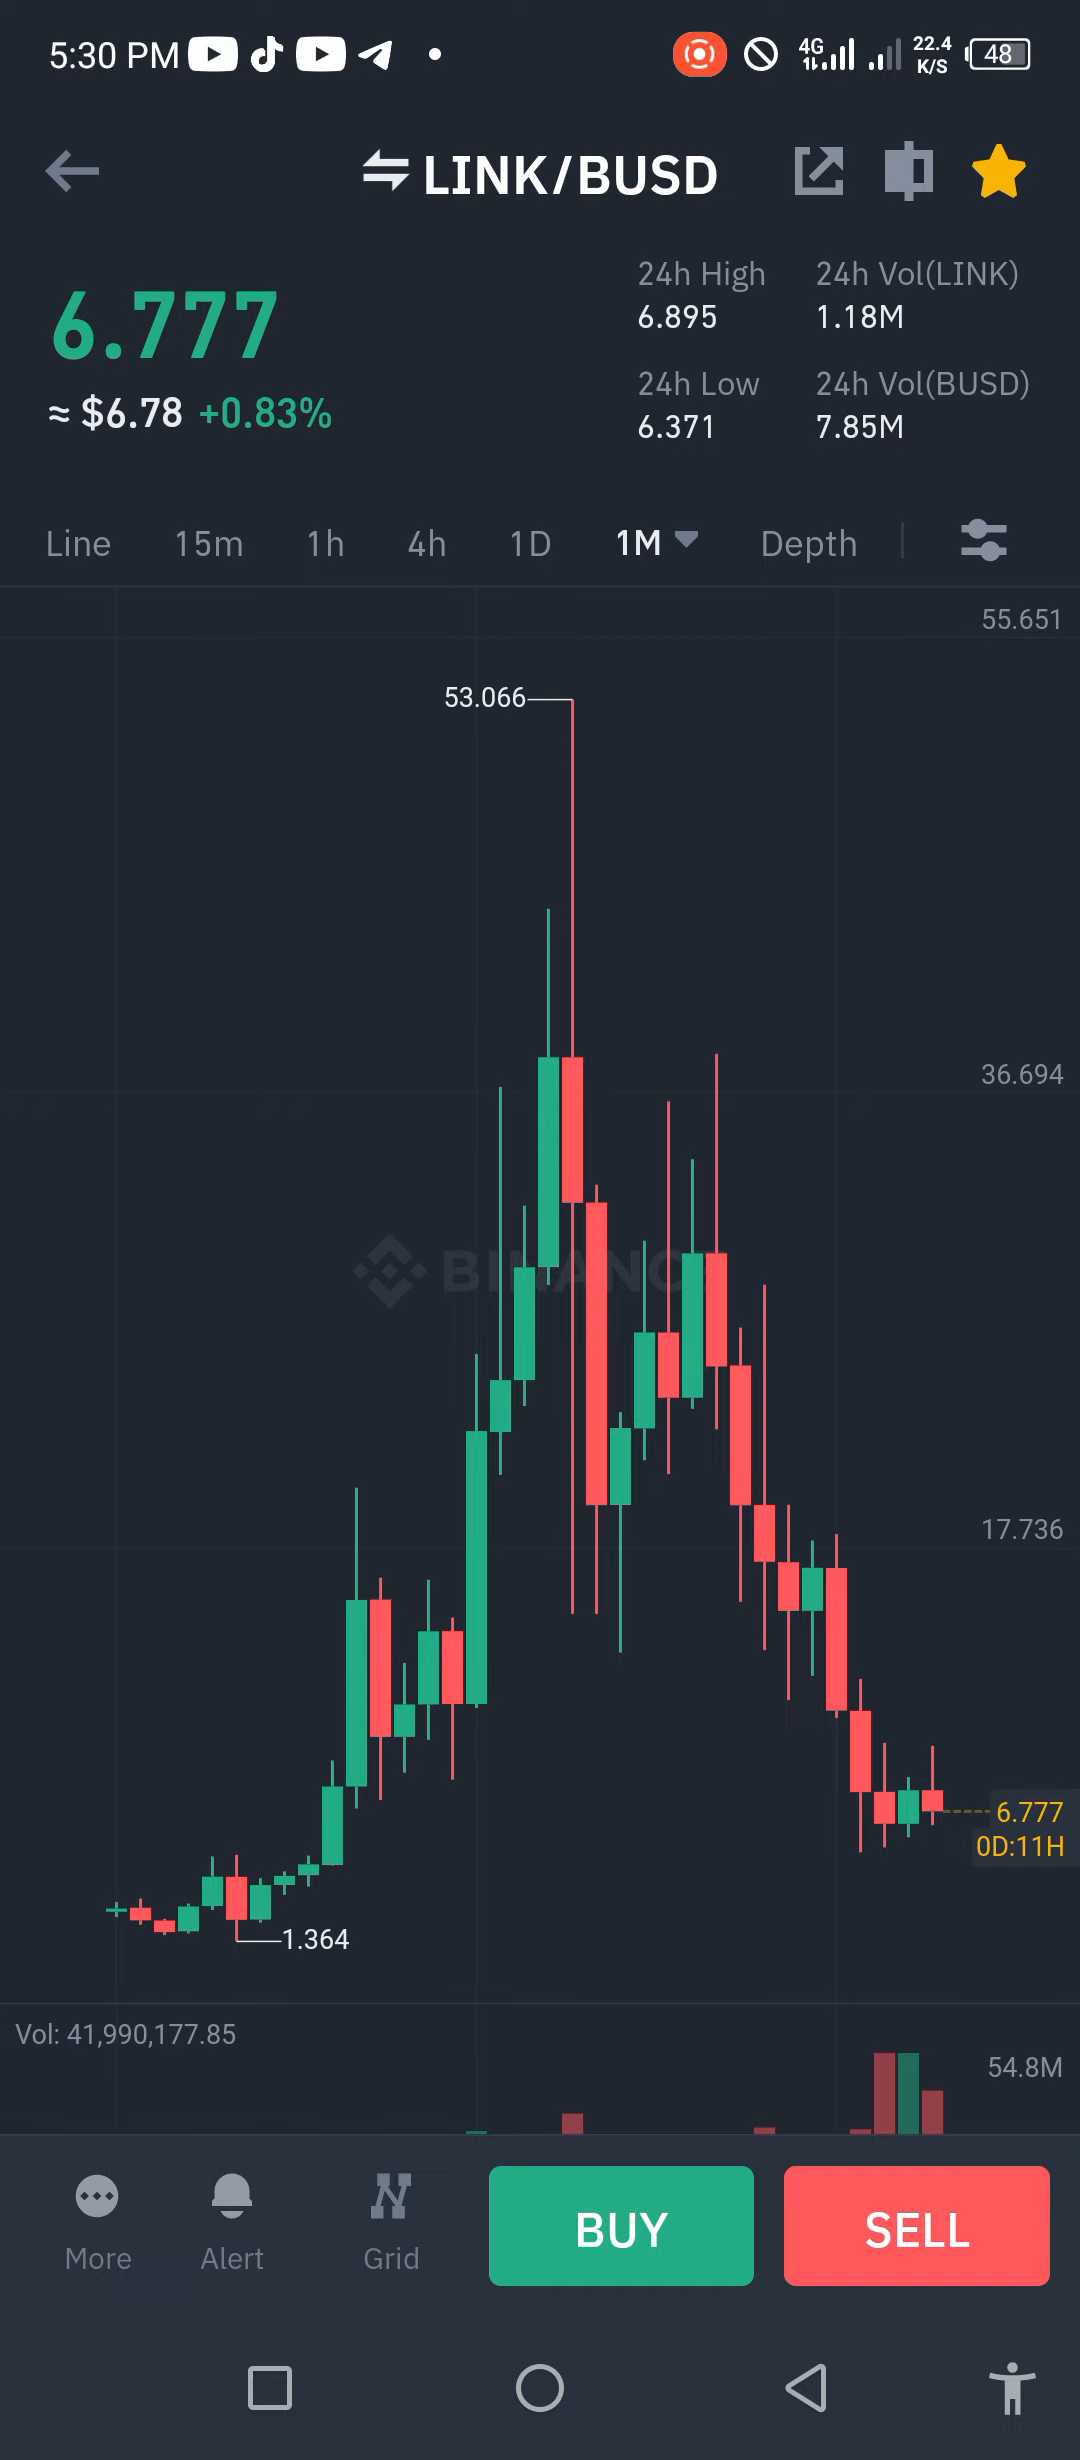 5:30 PM
4G
22.4
K/S
48
LINK/BUSD
6.777
≈ $6.78 +0.83%
24h High
6.895
24h Vol(LINK)
1.18M
24h Low
6.371
24h Vol(BUSD)
7.85M
Line 15m 1h 4h 1D 1M Depth
55.651
53.066
36.694
BINANC
17.736
6.777
0D:11H
1.364
Vol: 41,990,177.85
54.8M
More Alert Grid BUY SELL